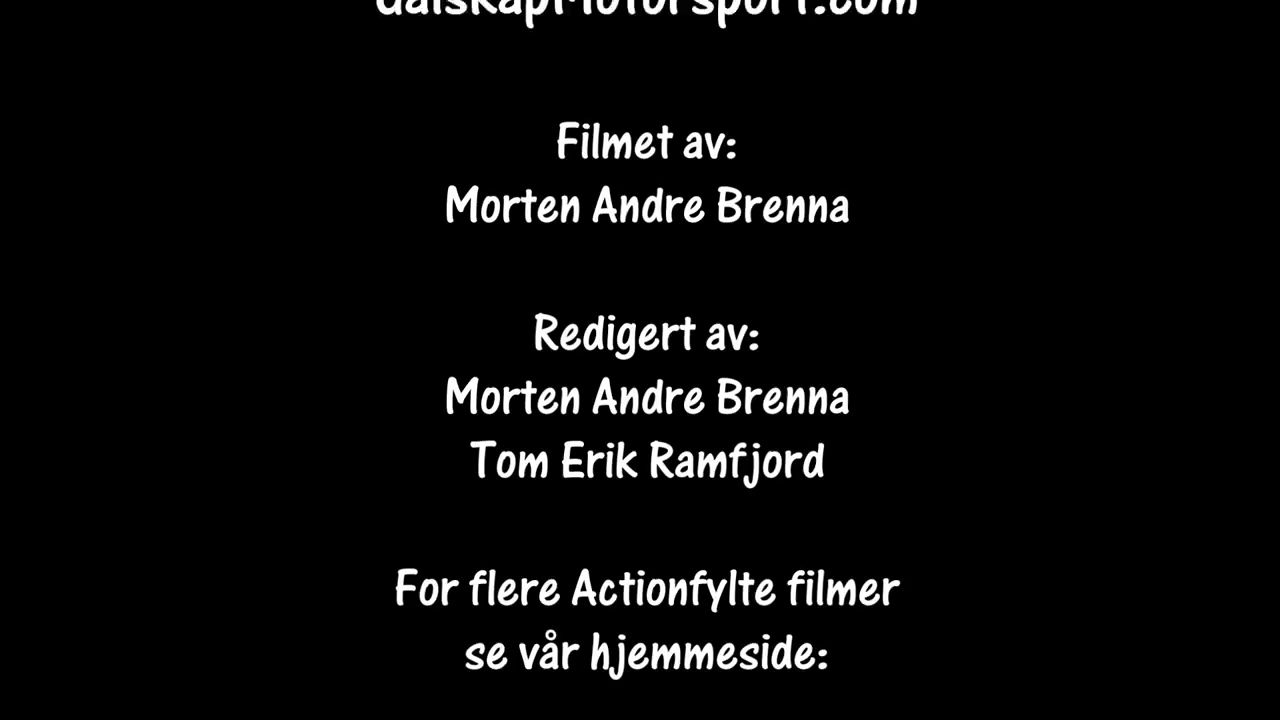 Filmet av:
Morten Andre Brenna
Redigert av:
Morten Andre Brenna
Tom Erik Ramfjord
For flere Actionfylte filmer
se vår hjemmeside: